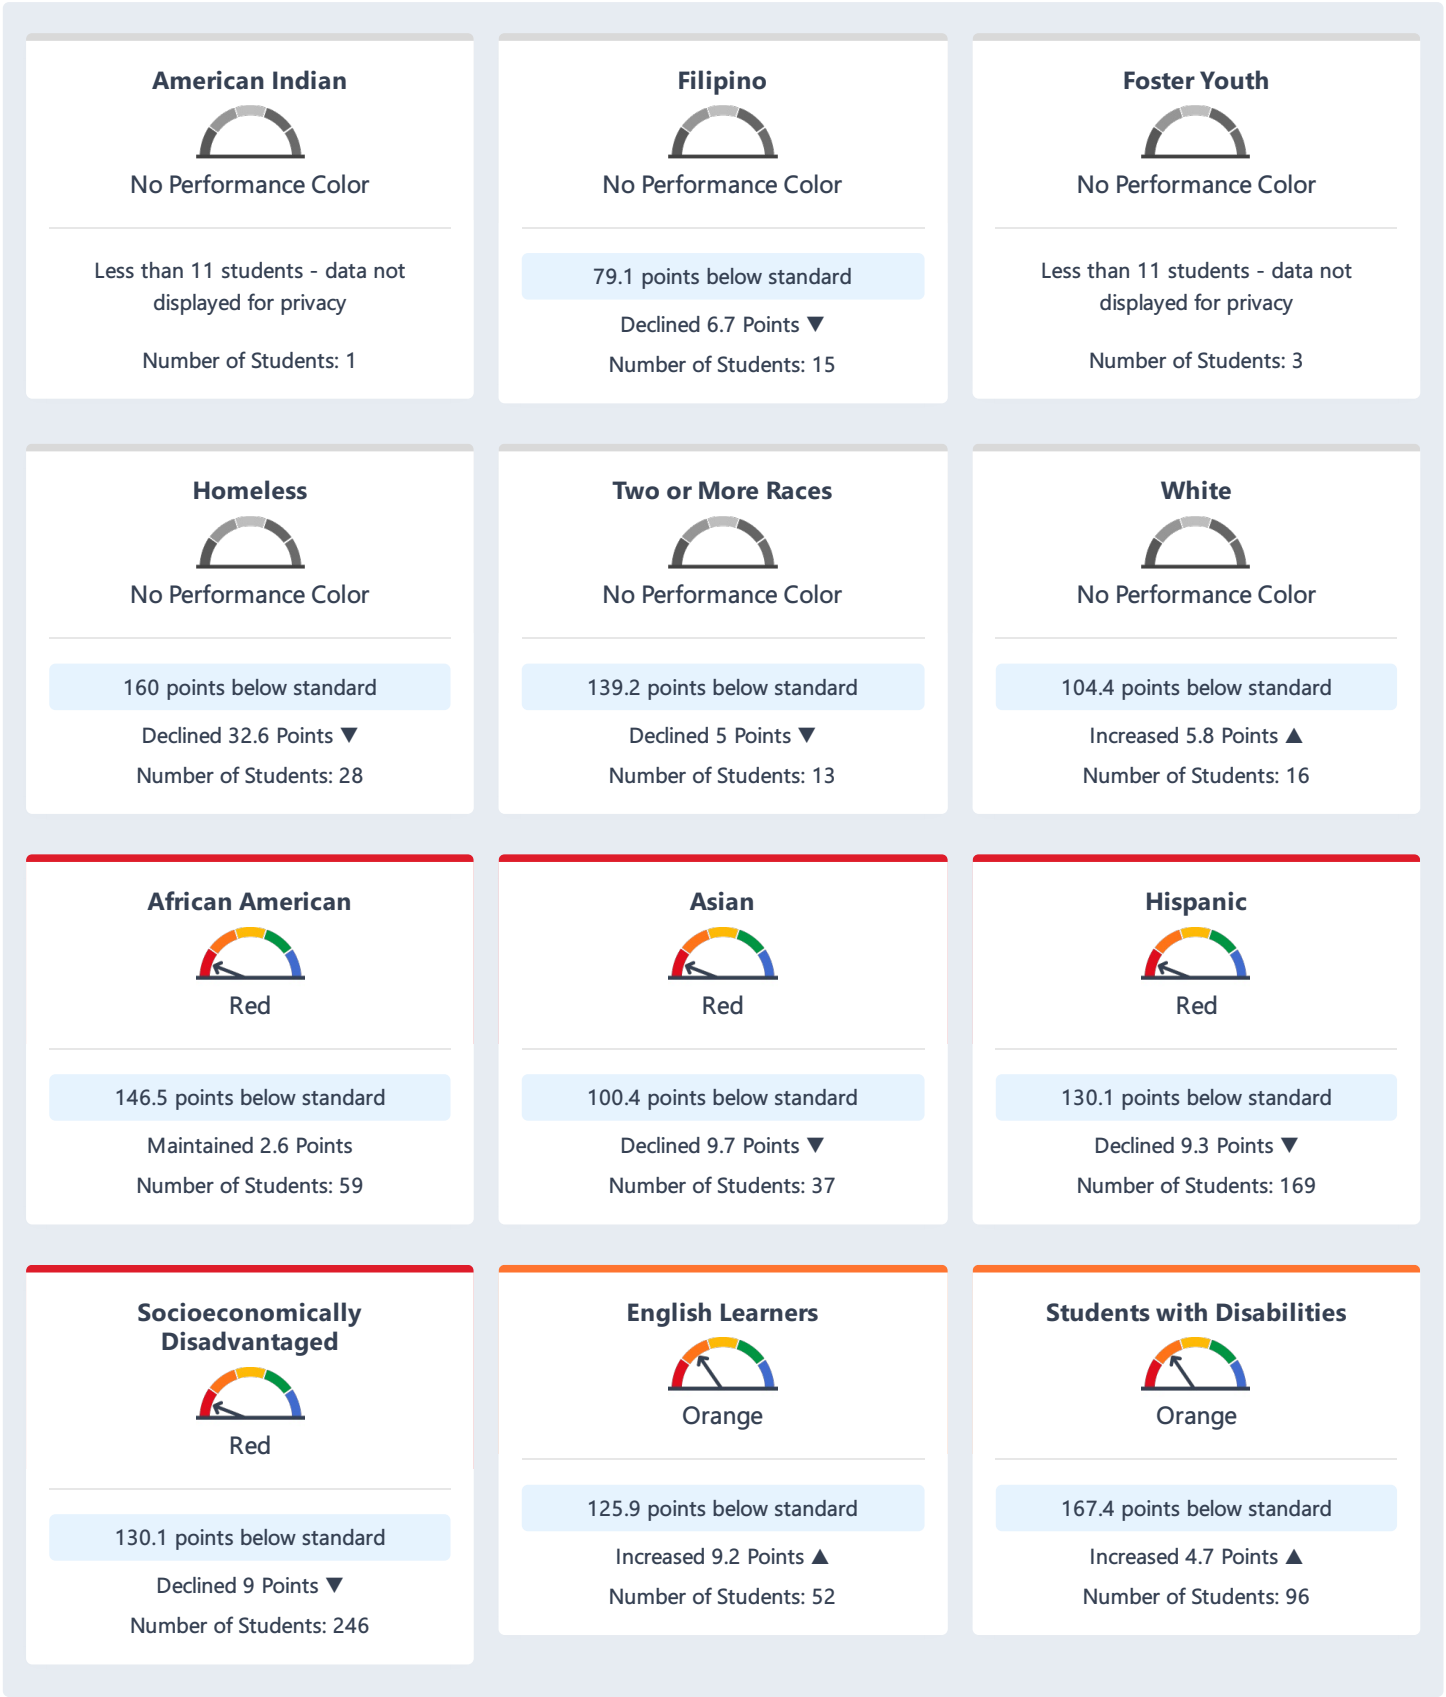 American Indian
No Performance Color
Less than 11 students - data not
displayed for privacy
Number of Students: 1
Filipino
No Performance Color
79.1 points below standard
Declined 6.7 Points ▼
Number of Students: 15
Foster Youth
No Performance Color
Less than 11 students - data not
displayed for privacy
Number of Students: 3
Homeless
No Performance Color
160 points below standard
Declined 32.6 Points ▼
Number of Students: 28
Two or More Races
No Performance Color
139.2 points below standard
Declined 5 Points ▼
Number of Students: 13
White
No Performance Color
104.4 points below standard
Increased 5.8 Points ▲
Number of Students: 16
African American
Red
146.5 points below standard
Maintained 2.6 Points
Number of Students: 59
Asian
Red
100.4 points below standard
Declined 9.7 Points ▼
Number of Students: 37
Hispanic
Red
130.1 points below standard
Declined 9.3 Points ▼
Number of Students: 169
Socioeconomically
Disadvantaged
Red
130.1 points below standard
Declined 9 Points ▼
Number of Students: 246
English Learners
Orange
125.9 points below standard
Increased 9.2 Points ▲
Number of Students: 52
Students with Disabilities
Orange
167.4 points below standard
Increased 4.7 Points ▲
Number of Students: 96